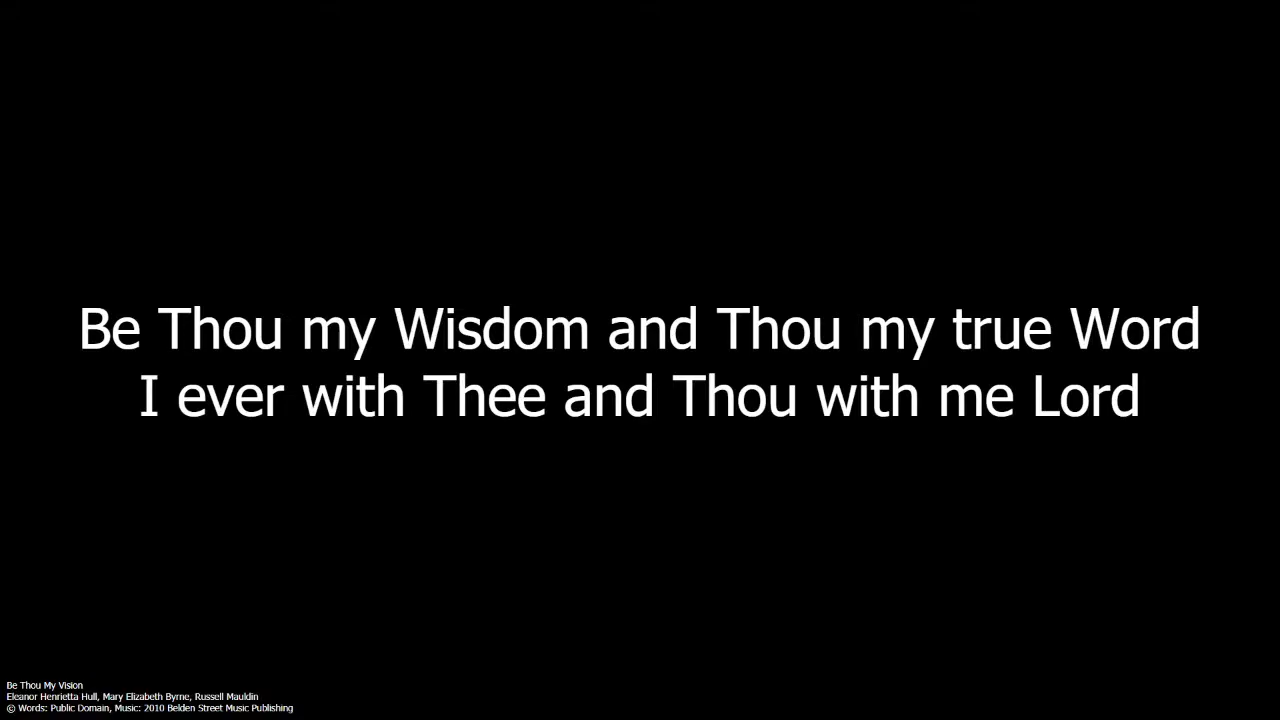 Be Thou my Wisdom and Thou my true Word
I ever with Thee and Thou with me Lord
Be Thou My Vision
Eleanor Henrietta Hull, Mary Elizabeth Byrne, Russell Mauldin
© Words: Public Domain, Music: 2010 Belden Street Music Publishing